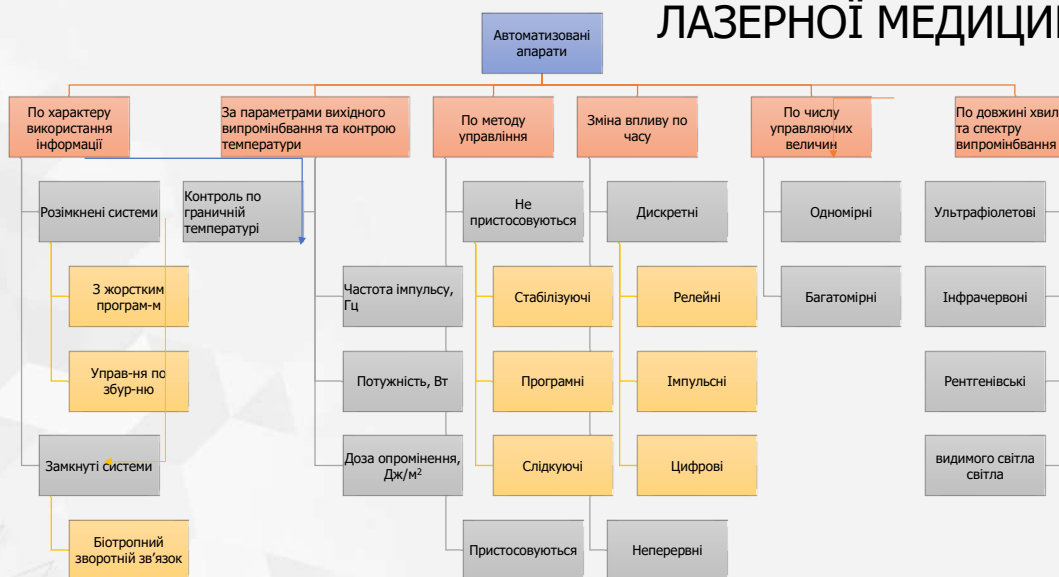 ЛАЗЕРНОЇ МЕДИЦИ
Автоматизовані
апарати
По характеру
використання
інформації
За параметрами вихідного
випромінбвання та контрою
температури
По методу
управління
Зміна впливу по
часу
По числу
управляючих
величин
По довжині хвил
та спектру
випромінбвання
Розімкнені системи
З жорстким
програм-м
Управ-ня по
збур-ню
Замкнуті системи
Біотропний
зворотній зв’язок
Контроль по
граничній
температурі
Частота імпульсу,
Гц
Потужність, Вт
Доза опромінення,
Дж/м²
Не
пристосовуються
Стабілізуючі
Програмні
Слідкуючі
Пристосовуються
Дискретні
Релейні
Імпульсні
Цифрові
Неперервні
Одномірні
Багатомірні
Ультрафіолетові
Інфрачервоні
Рентгенівські
видимого світла
світла